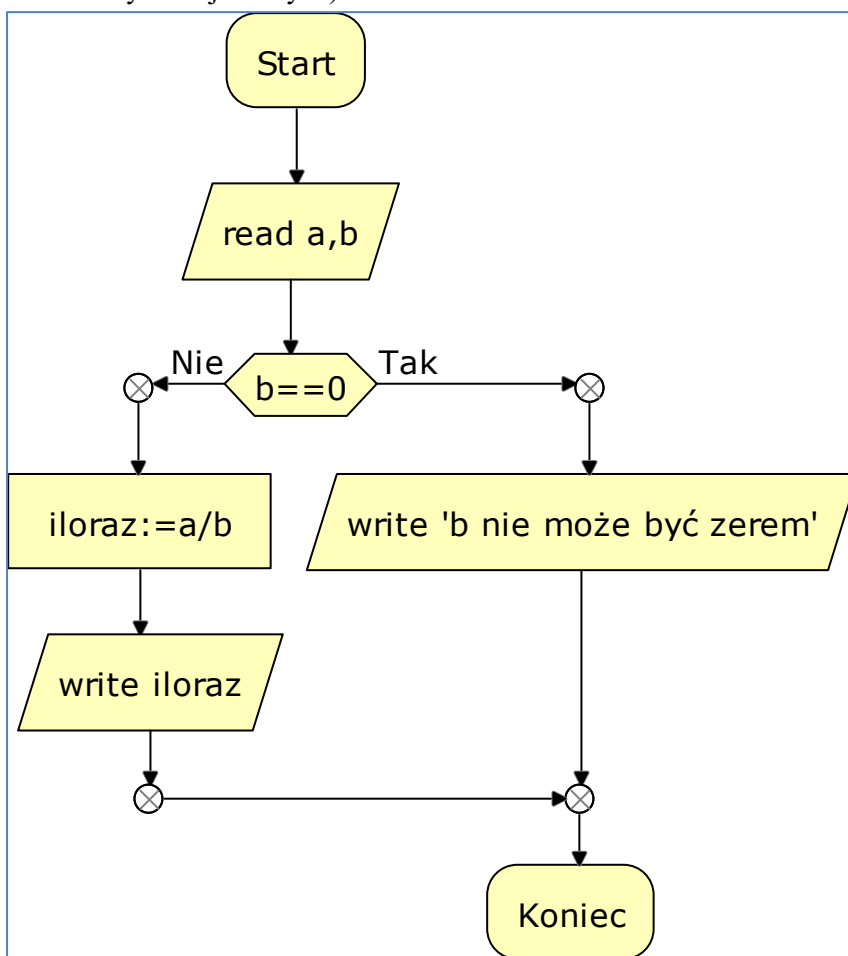 Start
read a,b
Nie
Tak
b==0
iloraz:=a/b
write 'b nie może być zerem'
write iloraz
Koniec